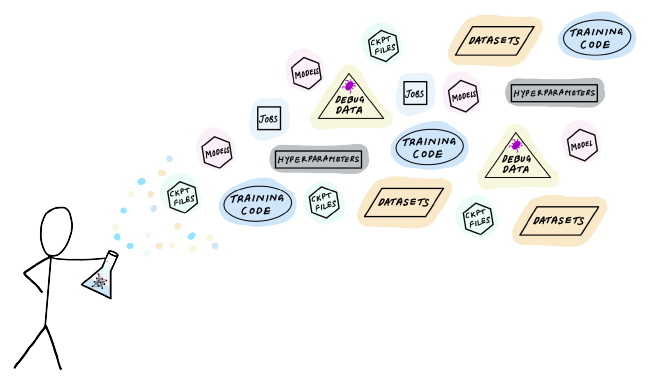 CKPT
FILES
DATASETS
TRAINING
CODE
MODELS
DEBUG
DATA
JOBS
MODELS
HYPERPARAMETERS
JOBS
MODELS
HYPERPARAMETERS
TRAINING
CODE
DEBUG
DATA
MODEL
CKPT
FILES
TRAINING
CODE
CKPT
FILES
DATASETS
CKPT
FILES
DATASETS